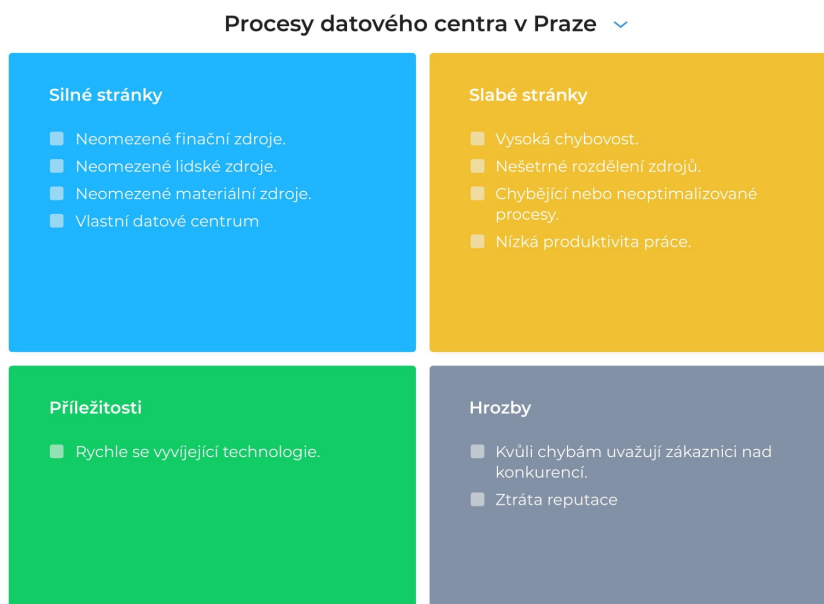 Procesy datového centra v Praze
Silné stránky
Neomezené finační zdroje.
Neomezené lidské zdroje.
Neomezené materiální zdroje.
Vlastní datové centrum
Slabé stránky
Vysoká chybovost.
Nešetrné rozdělení zdrojů.
Chybějící nebo neoptimalizované
procesy.
Nízká produktivita práce.
Příležitosti
Rychle se vyvíjející technologie.
Hrozby
Kvůli chybám uvažují zákaznici nad
konkurencí.
Ztráta reputace